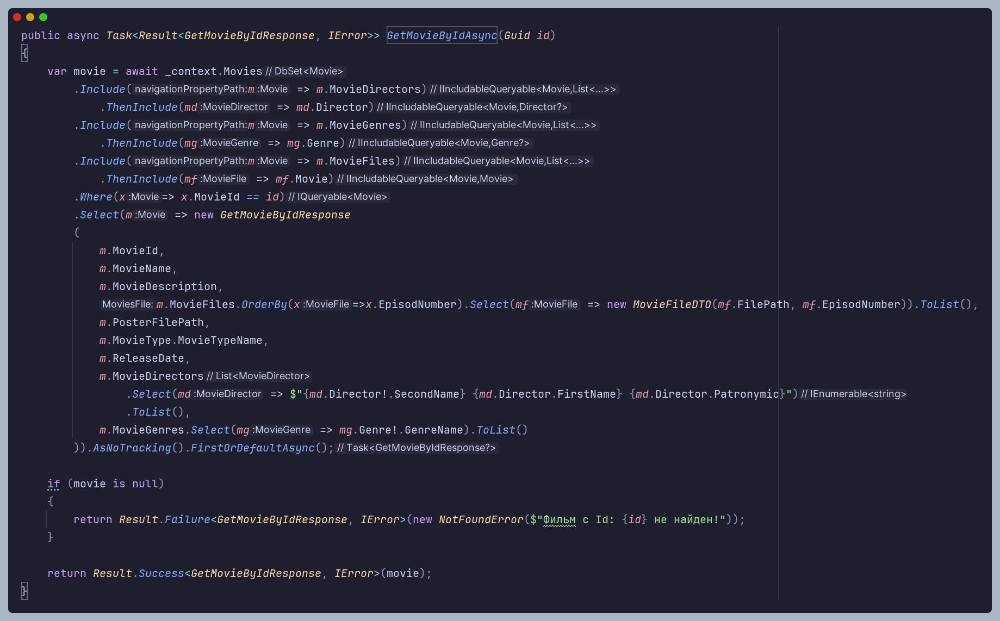 public async Task<Result<GetMovieByIdResponse, IError>> GetMovieByIdAsync(Guid id)
{
var movie = await _context.Movies // DbSet<Movie>
.Include( navigationPropertyPath: m :Movie => m.MovieDirectors) // IIncludableQueryable<Movie,List<...>>
.ThenInclude(md :MovieDirector => md.Director) // IIncludableQueryable<Movie,Director?>
.Include( navigationPropertyPath: m :Movie => m.MovieGenres) // IIncludableQueryable<Movie,List<...>>
.ThenInclude(mg :MovieGenre => mg.Genre) // IIncludableQueryable<Movie,Genre?>
.Include( navigationPropertyPath: m :Movie => m.MovieFiles) // IIncludableQueryable<Movie,List<...>>
.ThenInclude(mf :MovieFile => mf.Movie) // IIncludableQueryable<Movie,Movie>
.Where(x :Movie => x.MovieId == id) // IQueryable<Movie>
.Select(m :Movie => new GetMovieByIdResponse
(
m.MovieId,
m.MovieName,
m.MovieDescription,
MoviesFile: m.MovieFiles.OrderBy(x :MovieFile =>x.EpisodNumber).Select(mf :MovieFile => new MovieFileDTO(mf.FilePath, mf.EpisodNumber)).ToList(),
m.PosterFilePath,
m.MovieType.MovieTypeName,
m.ReleaseDate,
m.MovieDirectors // List<MovieDirector>
.Select(md :MovieDirector => $"{md.Director!.SecondName} {md.Director.FirstName} {md.Director.Patronymic}") // IEnumerable<string>
.ToList(),
m.MovieGenres.Select(mg :MovieGenre => mg.Genre!.GenreName).ToList()
)).AsNoTracking().FirstOrDefaultAsync(); // Task<GetMovieByIdResponse?>
if (movie is null)
{
return Result.Failure<GetMovieByIdResponse, IError>(new NotFoundError($"Фильм с Id: {id} не найден!"));
}
return Result.Success<GetMovieByIdResponse, IError>(movie);
}